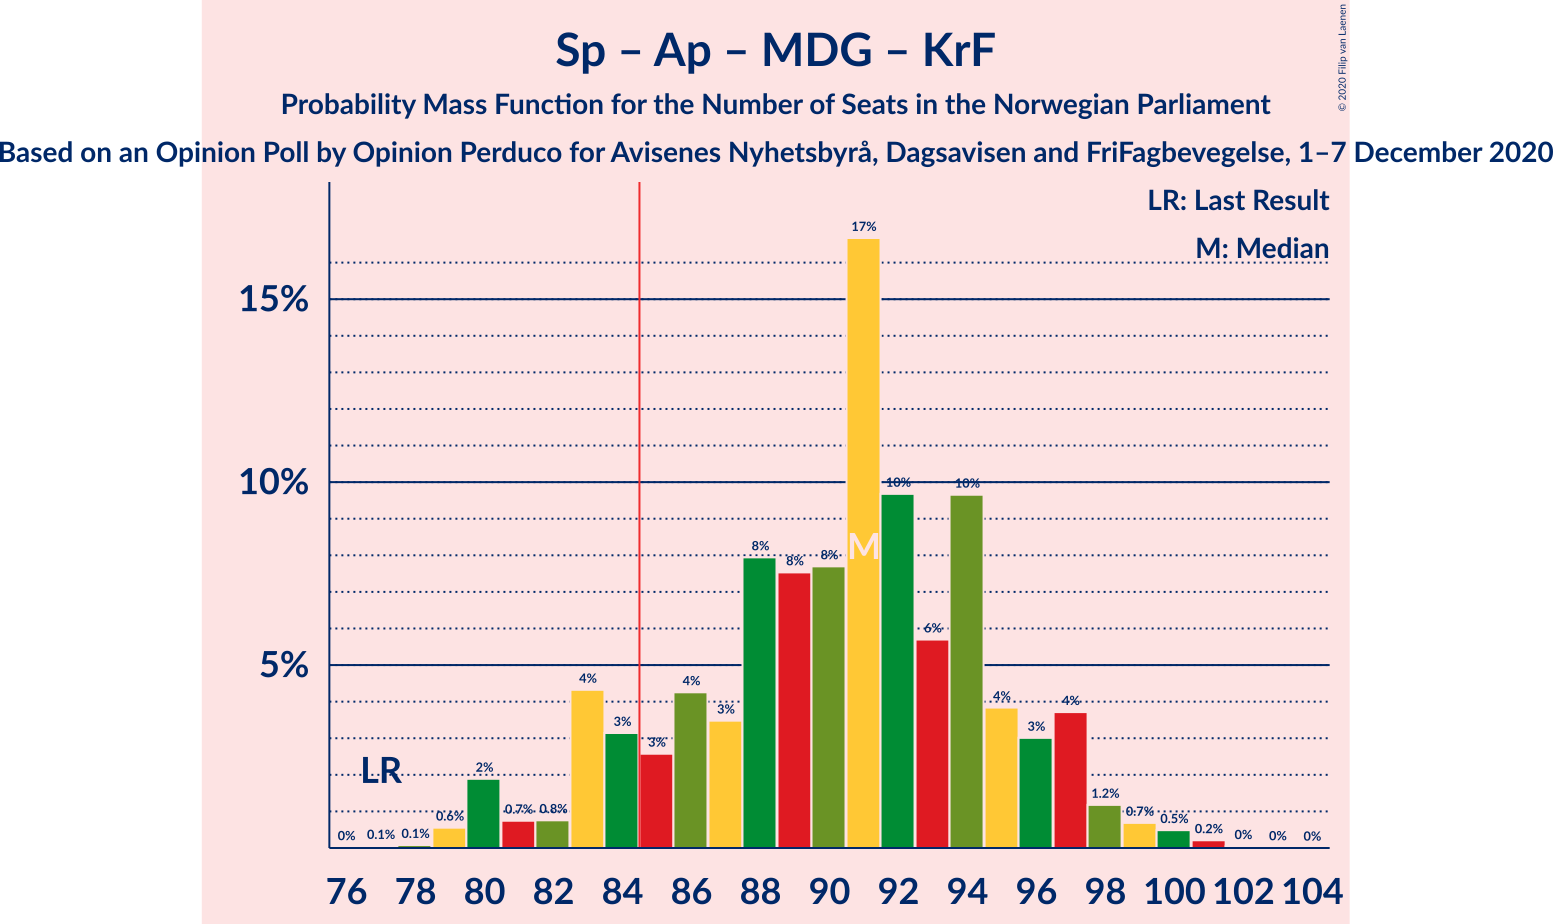 Sp – Ap – MDG – KrF
Probability Mass Function for the Number of Seats in the Norwegian Parliament
Based on an Opinion Poll by Opinion Perduco for Avisenes Nyhetsbyrå, Dagsavisen and FriFagbevegelse, 1–7 December 2020
© 2020 Filip van Laenen
LR: Last Result
M: Median
15%
10%
5%
LR
M
0% 0.1% 0.1% 0.6% 2% 0.7% 0.8% 4% 3% 3% 4% 3% 8% 8% 8% 17% 10% 6% 10% 4% 3% 4% 1.2% 0.7% 0.5% 0.2% 0% 0% 0%
76 78 80 82 84 86 88 90 92 94 96 98 100 102 104